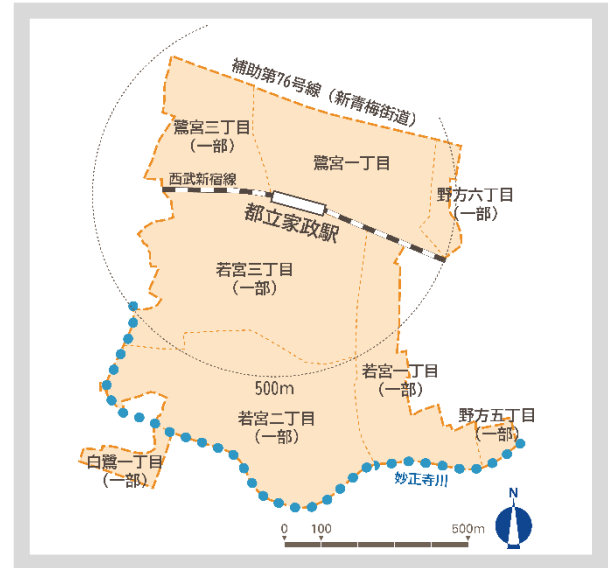 補助第76号線（新青梅街道）
鷺宮三丁目
（一部）
鷺宮一丁目
西武新宿線
野方六丁目
（一部）
都立家政駅
若宮三丁目
（一部）
若宮一丁目
（一部）
500m
若宮二丁目
（一部）
野方五丁目
（一部）
白鷺一丁目
（一部）
妙正寺川
N
0 100 500m